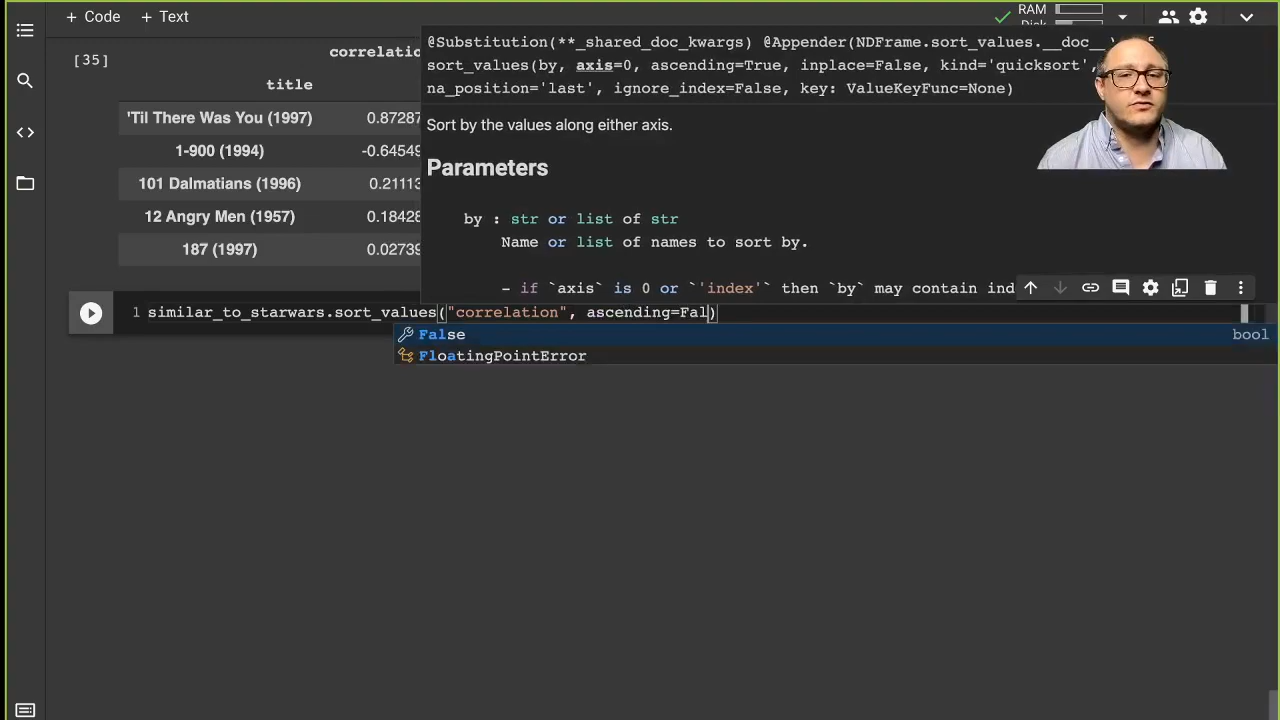 + Code + Text
RAM
Disk
[35]
correlatio
title
'Til There Was You (1997) 0.87287
1-900 (1994) -0.64549
101 Dalmatians (1996) 0.21113
12 Angry Men (1957) 0.18428
187 (1997) 0.02739
@Substitution(**_shared_doc_kwargs) @Appender(NDFrame.sort_values.__doc__
sort_values(by, axis=0, ascending=True, inplace=False, kind='quicksort',
na_position='last', ignore_index=False, key: ValueKeyFunc=None)
Sort by the values along either axis.
Parameters
by : str or list of str
Name or list of names to sort by.
- if `axis` is 0 or `'index'` then `by` may contain ind
1 similar_to_starwars.sort_values("correlation", ascending=Fal)
False bool
FloatingPointError